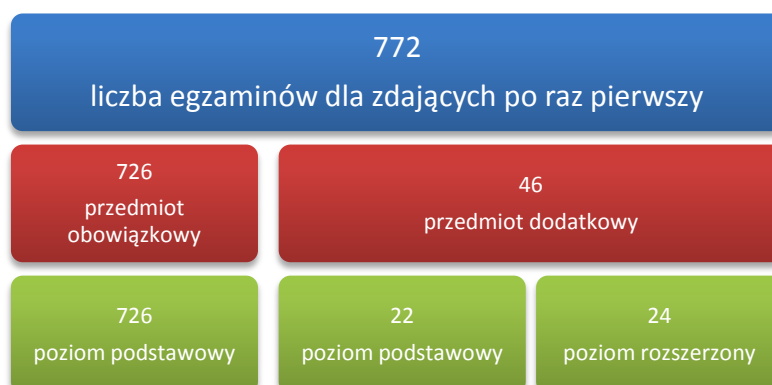 772
liczba egzaminów dla zdających po raz pierwszy
726
przedmiot
obowiązkowy
46
przedmiot dodatkowy
726
poziom podstawowy
22
poziom podstawowy
24
poziom rozszerzony